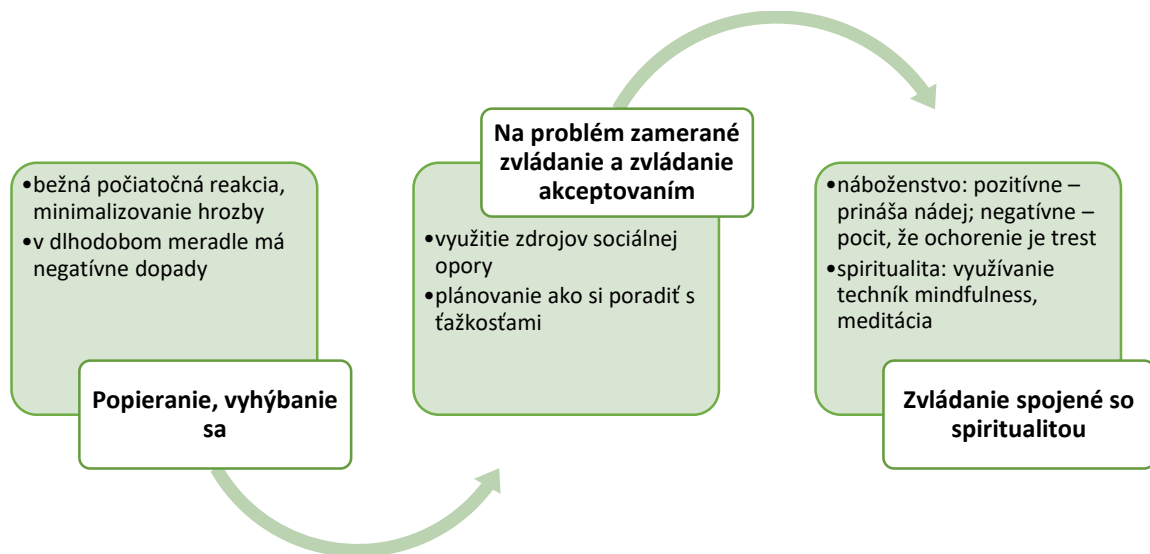 •bežná počiatočná reakcia,
minimalizovanie hrozby
•v dlhodobom meradle má
negatívne dopady
Popieranie, vyhýbanie
sa
Na problém zamerané
zvládanie a zvládanie
akceptovaním
•využitie zdrojov sociálnej
opory
•plánovanie ako si poradiť s
ťažkosťami
•náboženstvo: pozitívne –
prináša nádej; negatívne –
pocit, že ochorenie je trest
•spiritualita: využívanie
techník mindfulness,
meditácia
Zvládanie spojené so
spiritualitou